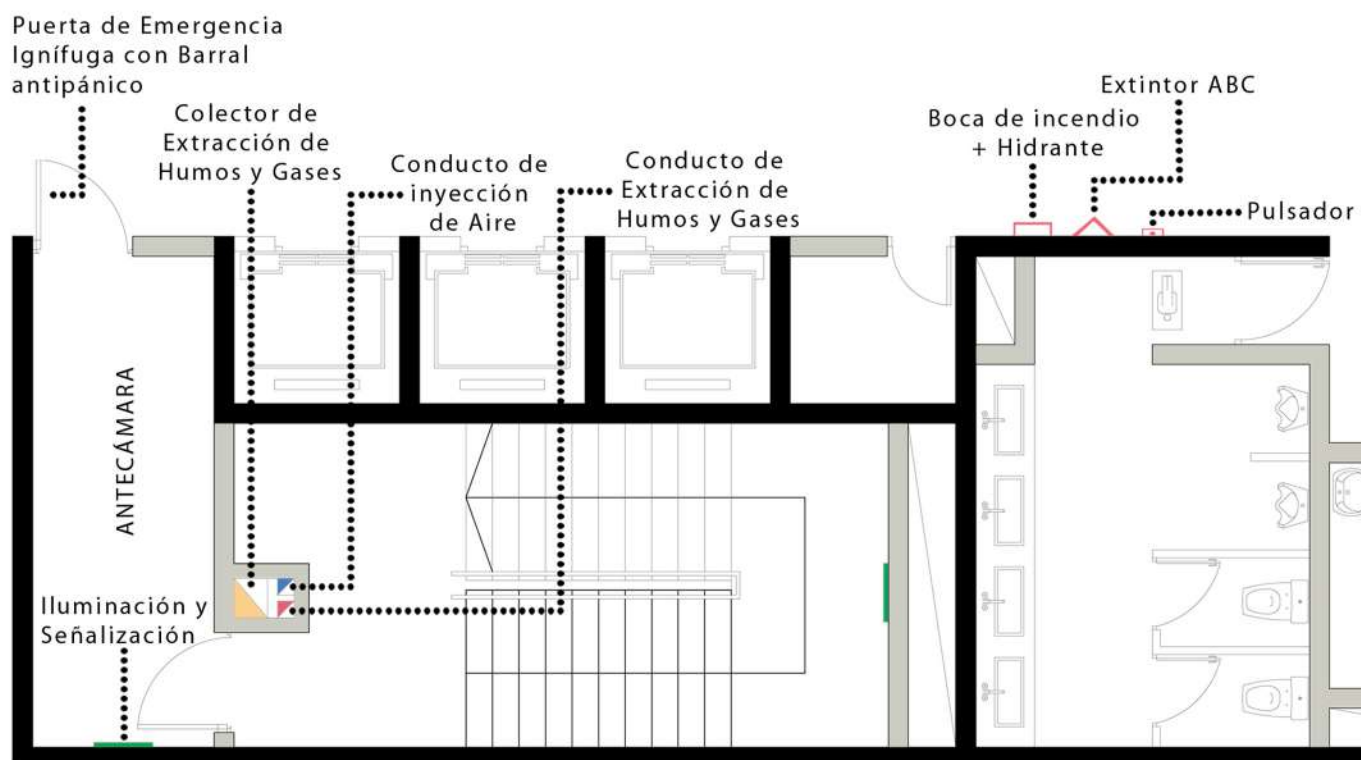 Puerta de Emergencia
Ignífuga con Barral
antipánico
Colector de
Extracción de
Humos y Gases
Conducto de
inyección
de Aire
Conducto de
Extracción de
Humos y Gases
Boca de incendio
+ Hidrante
Extintor ABC
Pulsador
ANTECÁMARA
Iluminación y
Señalización